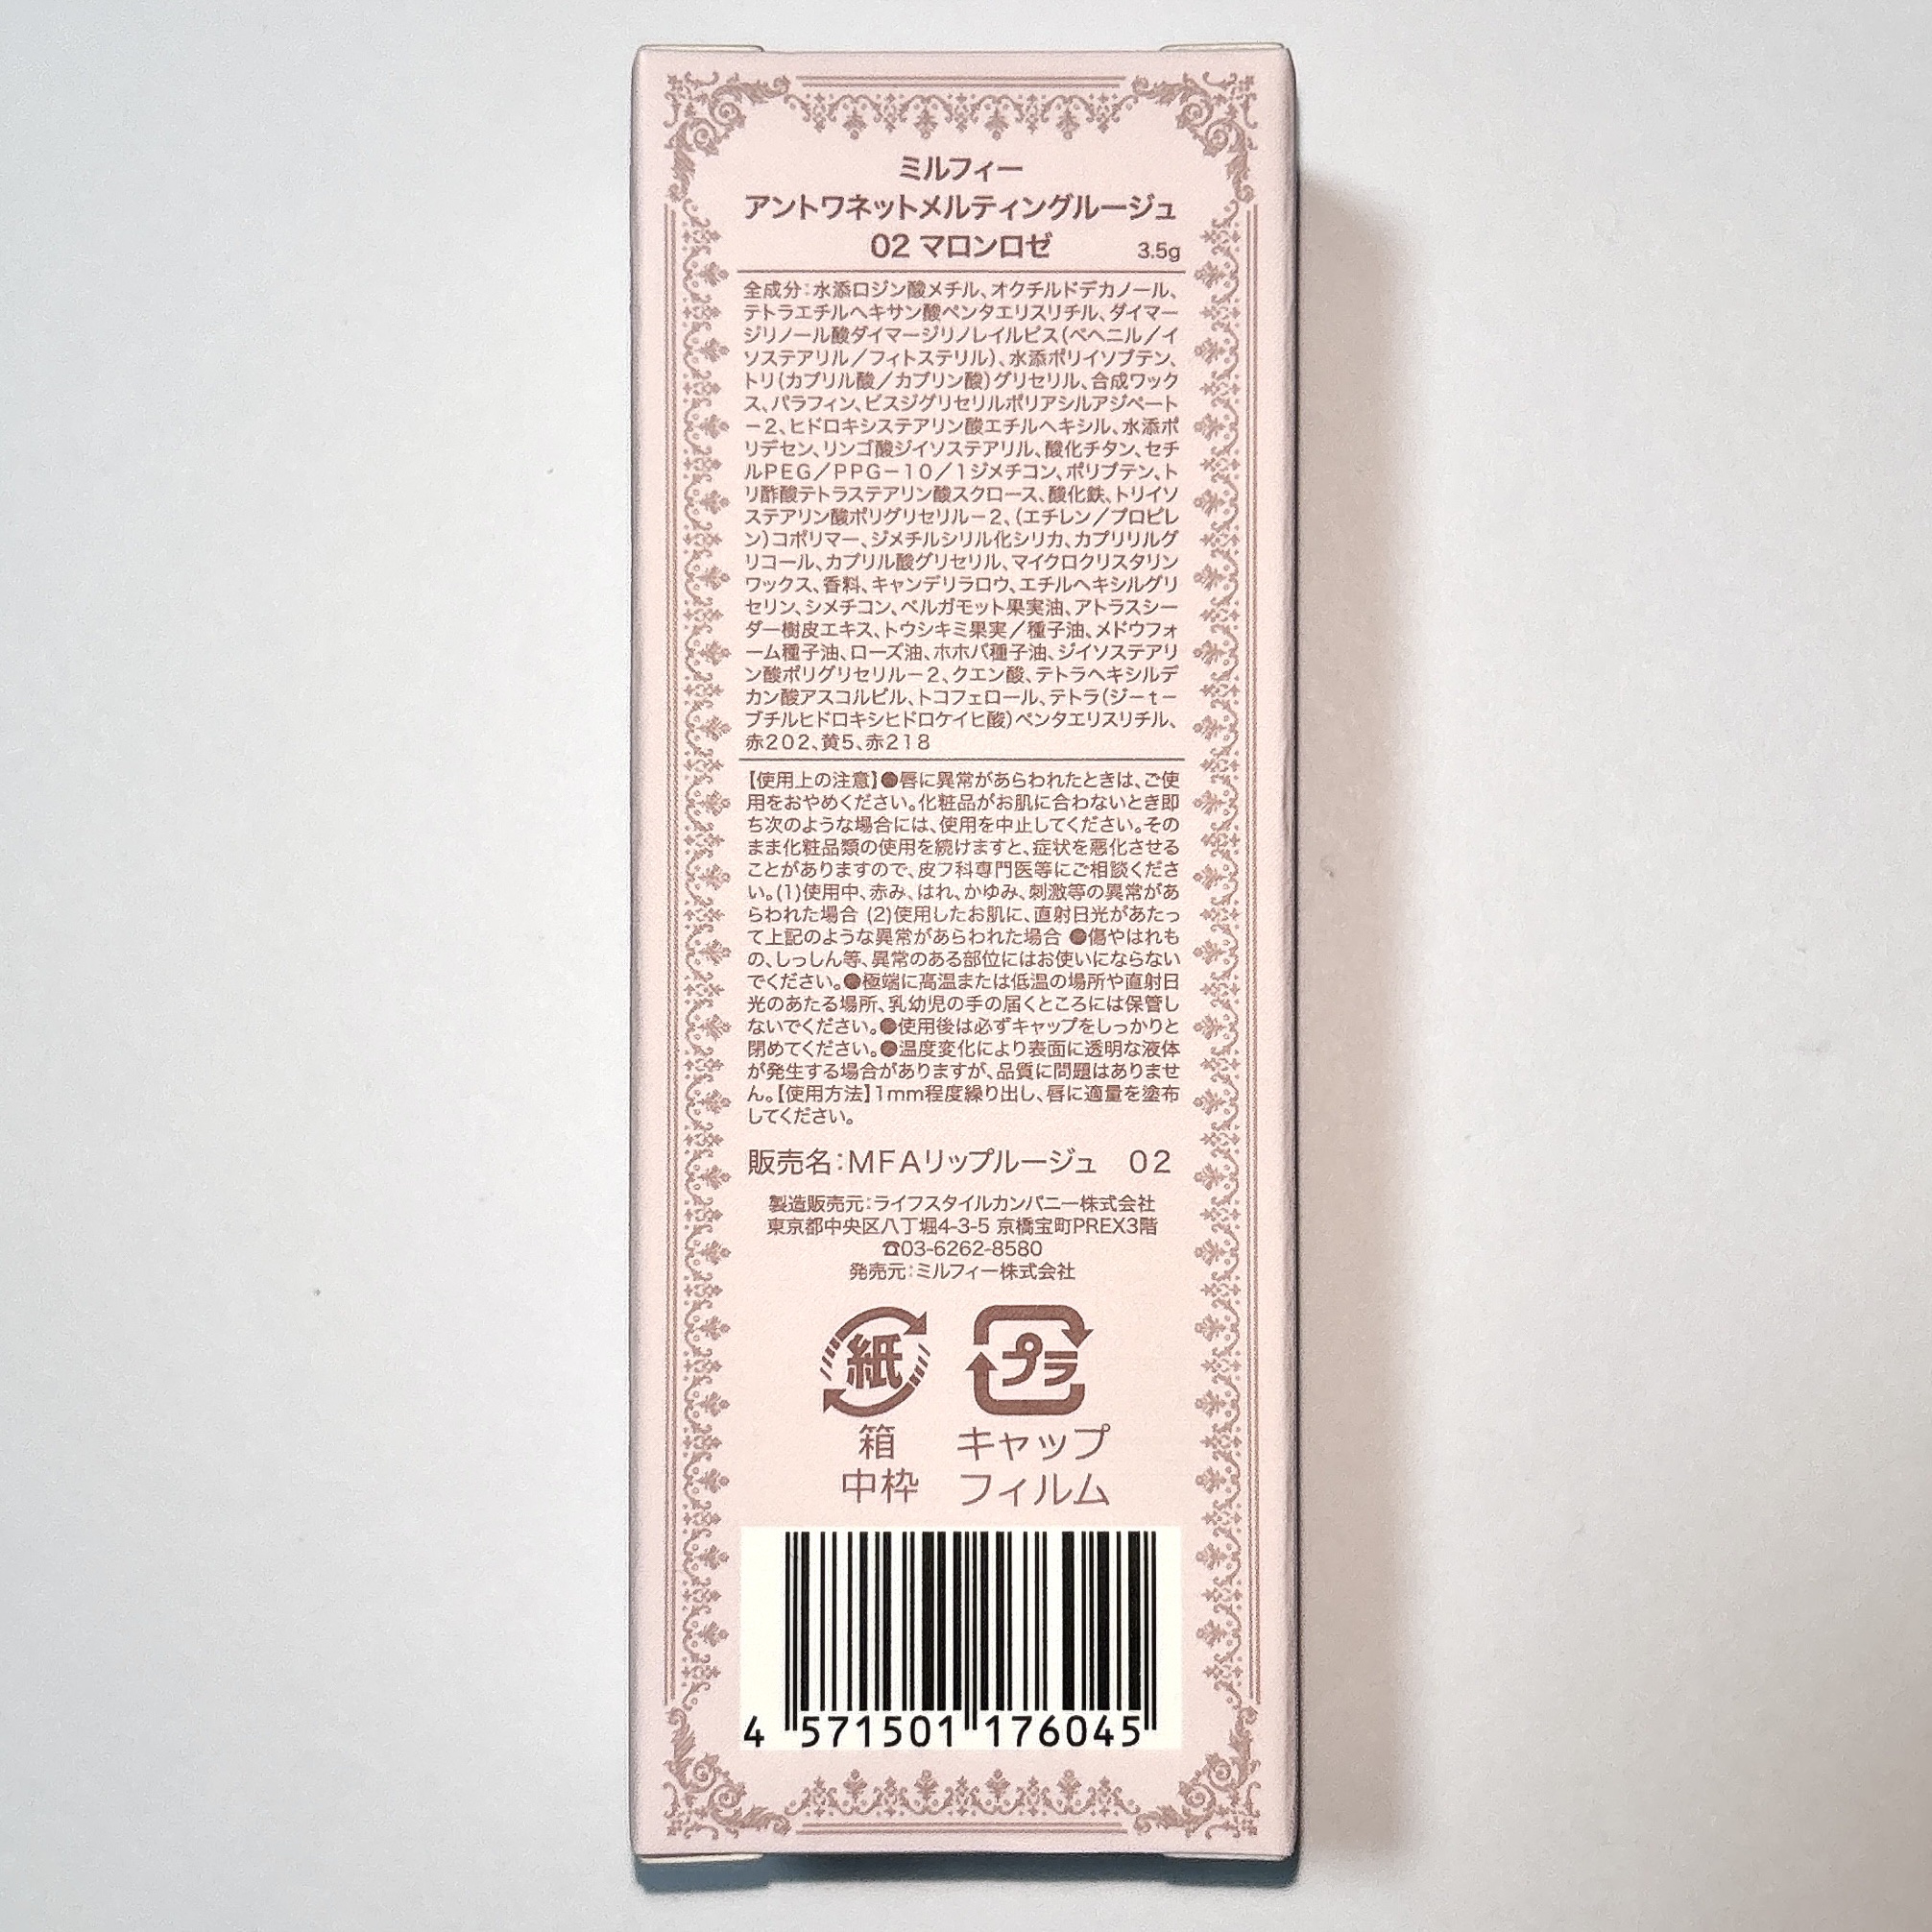 ミルフィー
アントワネットメルティングルージュ
02 マロンロゼ 3.5g
全成分:水添ロジン酸メチル、オクチルドデカノール、
テトラエチルヘキサン酸ペンタエリスリチル、ダイマー
ジリノール酸ダイマージリノレイルビス(ベヘニル/イ
ソステアリル/フィトステリル)、水添ポリイソブテン、
トリ(カプリル酸/カプリン酸)グリセリル、合成ワック
ス、パラフィン、ビスジグリセリルポリアシルアジペート
-2、ヒドロキシステアリン酸エチルヘキシル、水添ポ
リデセン、リンゴ酸ジイソステアリル、酸化チタン、セチ
ルPEG/PPG-10/1ジメチコン、ポリブテン、ト
リ酢酸テトラステアリン酸スクロース、酸化鉄、トリイソ
ステアリン酸ポリグリセリル-2、(エチレン/プロピレ
ン)コポリマー、ジメチルシリル化シリカ、カプリリルグ
リコール、カプリル酸グリセリル、マイクロクリスタリン
ワックス、香料、キャンデリラロウ、エチルヘキシルグリ
セリン、シメチコン、ベルガモット果実油、アトラスシー
ダー樹皮エキス、トウシキミ果実/種子油、メドウフォ
ーム種子油、ローズ油、ホホバ種子油、ジイソステアリ
ン酸ポリグリセリル-2、クエン酸、テトラヘキシルデ
カン酸アスコルビル、トコフェロール、テトラ(ジ-t-
ブチルヒドロキシヒドロケイヒ酸)ペンタエリスリチル、
赤202、黄5、赤218
【使用上の注意】●唇に異常があらわれたときは、ご使
用をおやめください。化粧品がお肌に合わないとき即
ち次のような場合には、使用を中止してください。その
まま化粧品類の使用を続けますと、症状を悪化させる
ことがありますので、皮フ科専門医等にご相談くださ
い。(1)使用中、赤み、はれ、かゆみ、刺激等の異常があ
らわれた場合 (2)使用したお肌に、直射日光があたっ
て上記のような異常があらわれた場合 ●傷やはれも
の、しっしん等、異常のある部位にはお使いにならない
でください。●極端に高温または低温の場所や直射日
光のあたる場所、乳幼児の手の届くところには保管し
ないでください。●使用後は必ずキャップをしっかりと
閉めてください。●温度変化により表面に透明な液体
が発生する場合がありますが、品質に問題はありませ
ん。【使用方法】1mm程度繰り出し、唇に適量を塗布
してください。
販売名:MFAリップルージュ 02
製造販売元:ライフスタイルカンパニー株式会社
東京都中央区八丁堀4-3-5 京橋宝町PREX3階
☎03-6262-8580
発売元:ミルフィー株式会社
紙 プラ
箱 キャップ
中枠 フィルム
4 571501 176045